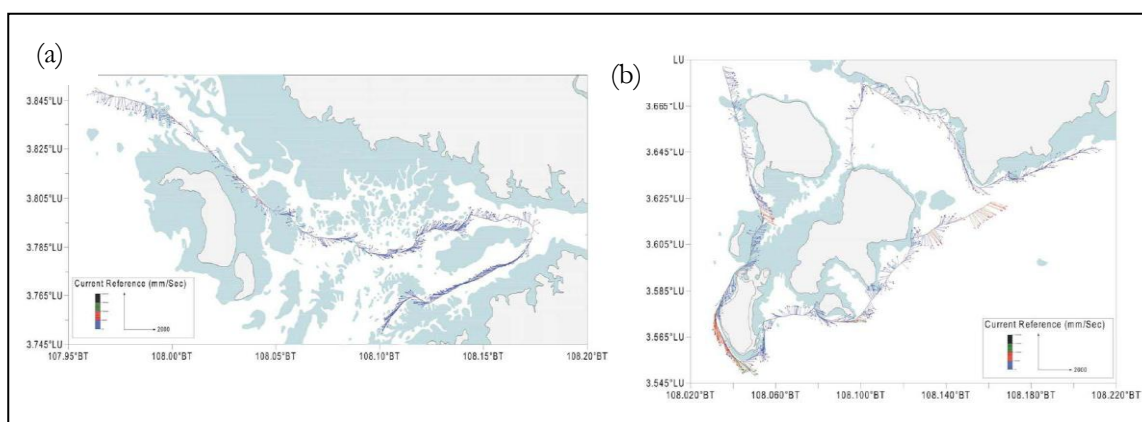 (a)
3.845°LU
3.825°LU
3.805°LU
3.785°LU
3.765°LU
3.745°LU
107.95°BT 108.00°BT 108.05°BT 108.10°BT 108.15°BT 108.20°BT
Current Reference (mm/Sec)
2000
(b)
LU
3.665°LU
3.645°LU
3.625°LU
3.605°LU
3.585°LU
3.565°LU
3.545°LU
108.020°BT 108.060°BT 108.100°BT 108.140°BT 108.180°BT 108.220°BT
Current Reference (mm/Sec)
2000